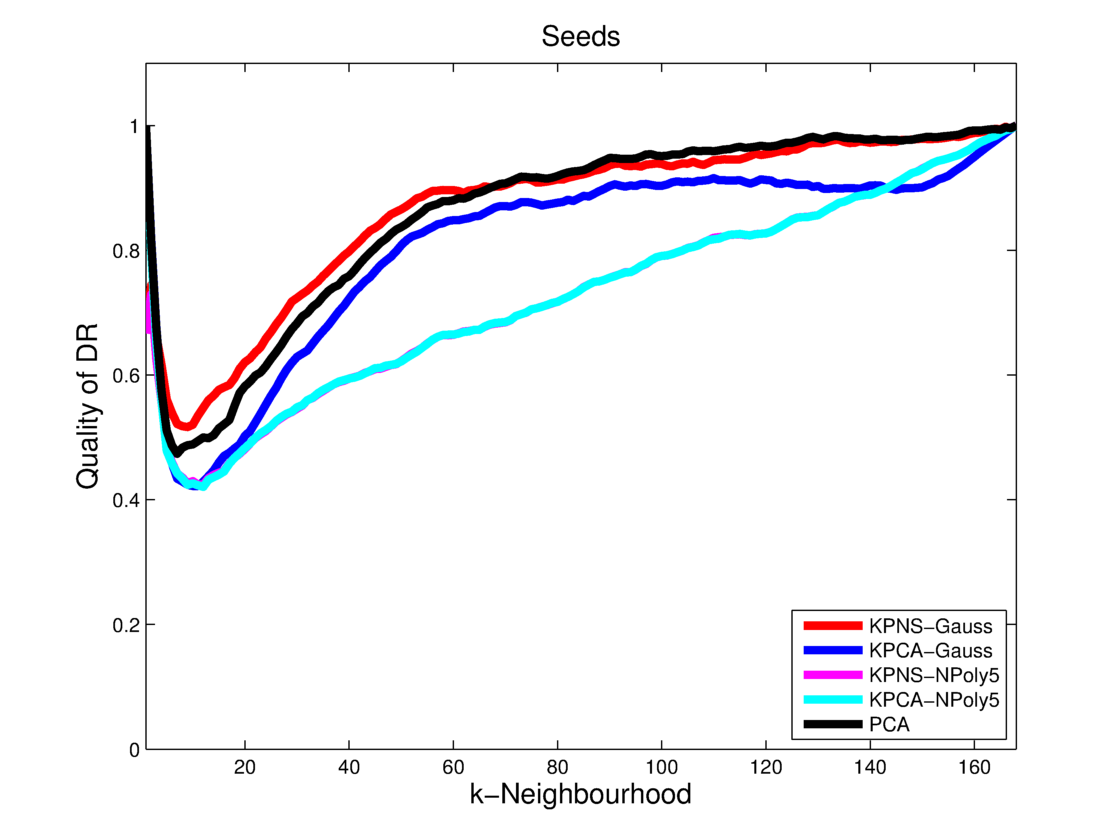 Seeds
1
0.8
0.6
0.4
0.2
0
Quality of DR
20 40 60 80 100 120 140 160
k−Neighbourhood
KPNS−Gauss
KPCA−Gauss
KPNS−NPoly5
KPCA−NPoly5
PCA